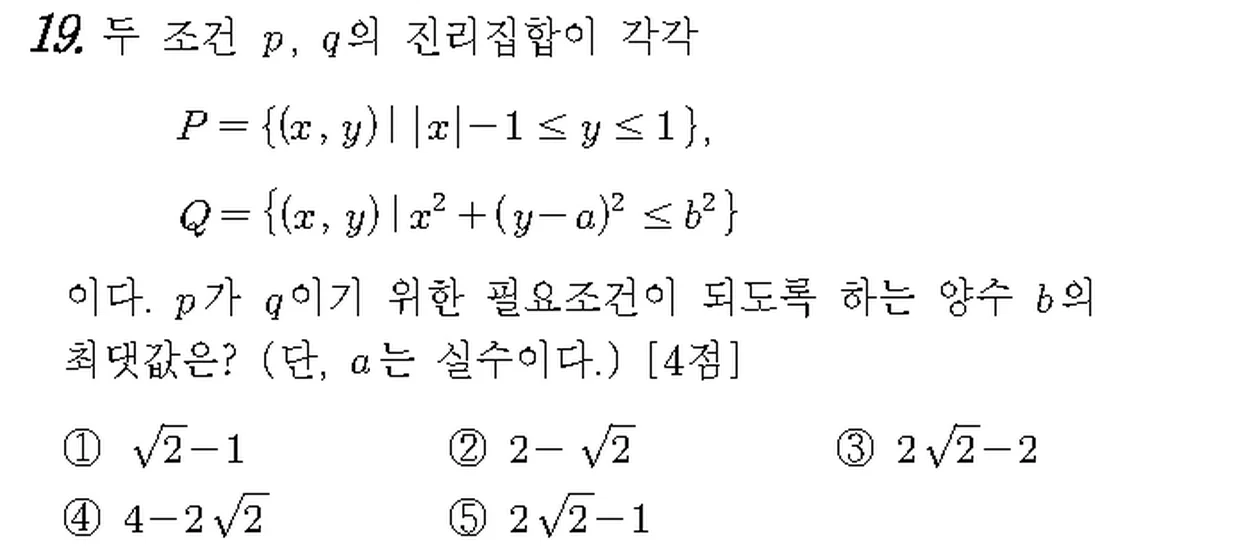 19. 두 조건 p, q의 진리집합이 각각
P = {(x, y) | |x| − 1 ≤ y ≤ 1},
Q = {(x, y) | x² + (y − a)² ≤ b²}
이다. p가 q이기 위한 필요조건이 되도록 하는 양수 b의
최댓값은? (단, a는 실수이다.) [4점]
① √2 − 1 ② 2 − √2 ③ 2√2 − 2
④ 4 − 2√2 ⑤ 2√2 − 1